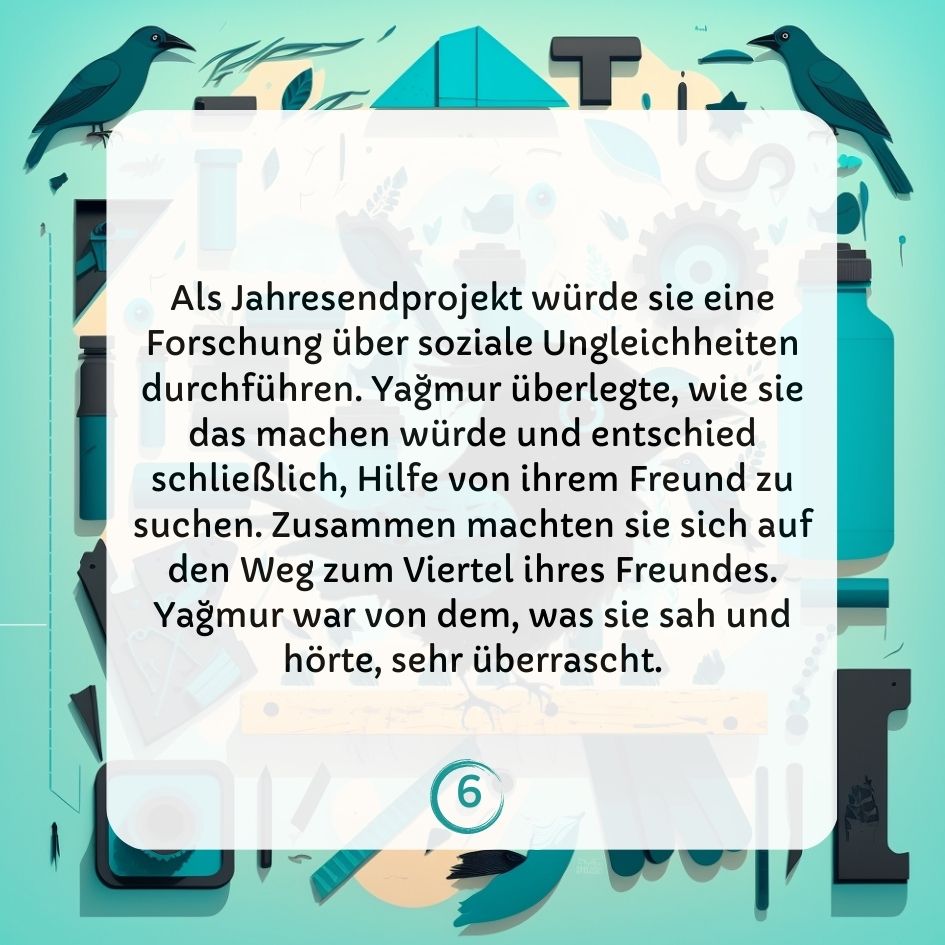 Als Jahresendprojekt würde sie eine
Forschung über soziale Ungleichheiten
durchführen. Yağmur überlegte, wie sie
das machen würde und entschied
schließlich, Hilfe von ihrem Freund zu
suchen. Zusammen machten sie sich auf
den Weg zum Viertel ihres Freundes.
Yağmur war von dem, was sie sah und
hörte, sehr überrascht.
6